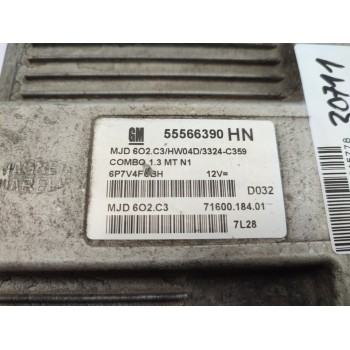 GM 55566390 HN
MJD 6O2.C3/HW04D/3324-C359
COMBO 1.3 MT N1
12V=
D032
MJD 6O2.C3 71600.184.01
7L28
20711